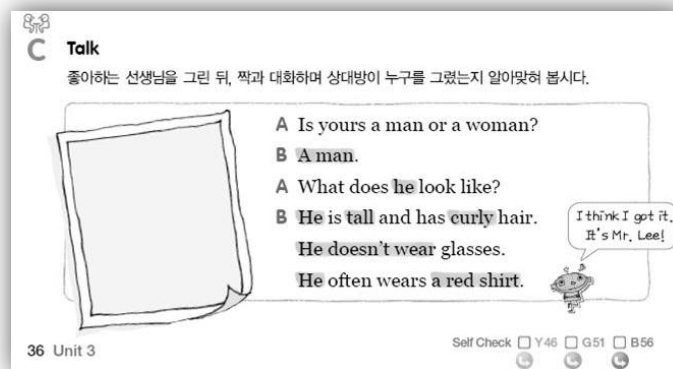 C Talk
좋아하는 선생님을 그린 뒤, 짝과 대화하며 상대방이 누구를 그렸는지 알아맞혀 봅시다.
A Is yours a man or a woman?
B A man.
A What does he look like?
B He is tall and has curly hair.
He doesn't wear glasses.
He often wears a red shirt.
I think I got it.
It's Mr. Lee!
36 Unit 3
Self Check □ Y46 □ G51 □ B56